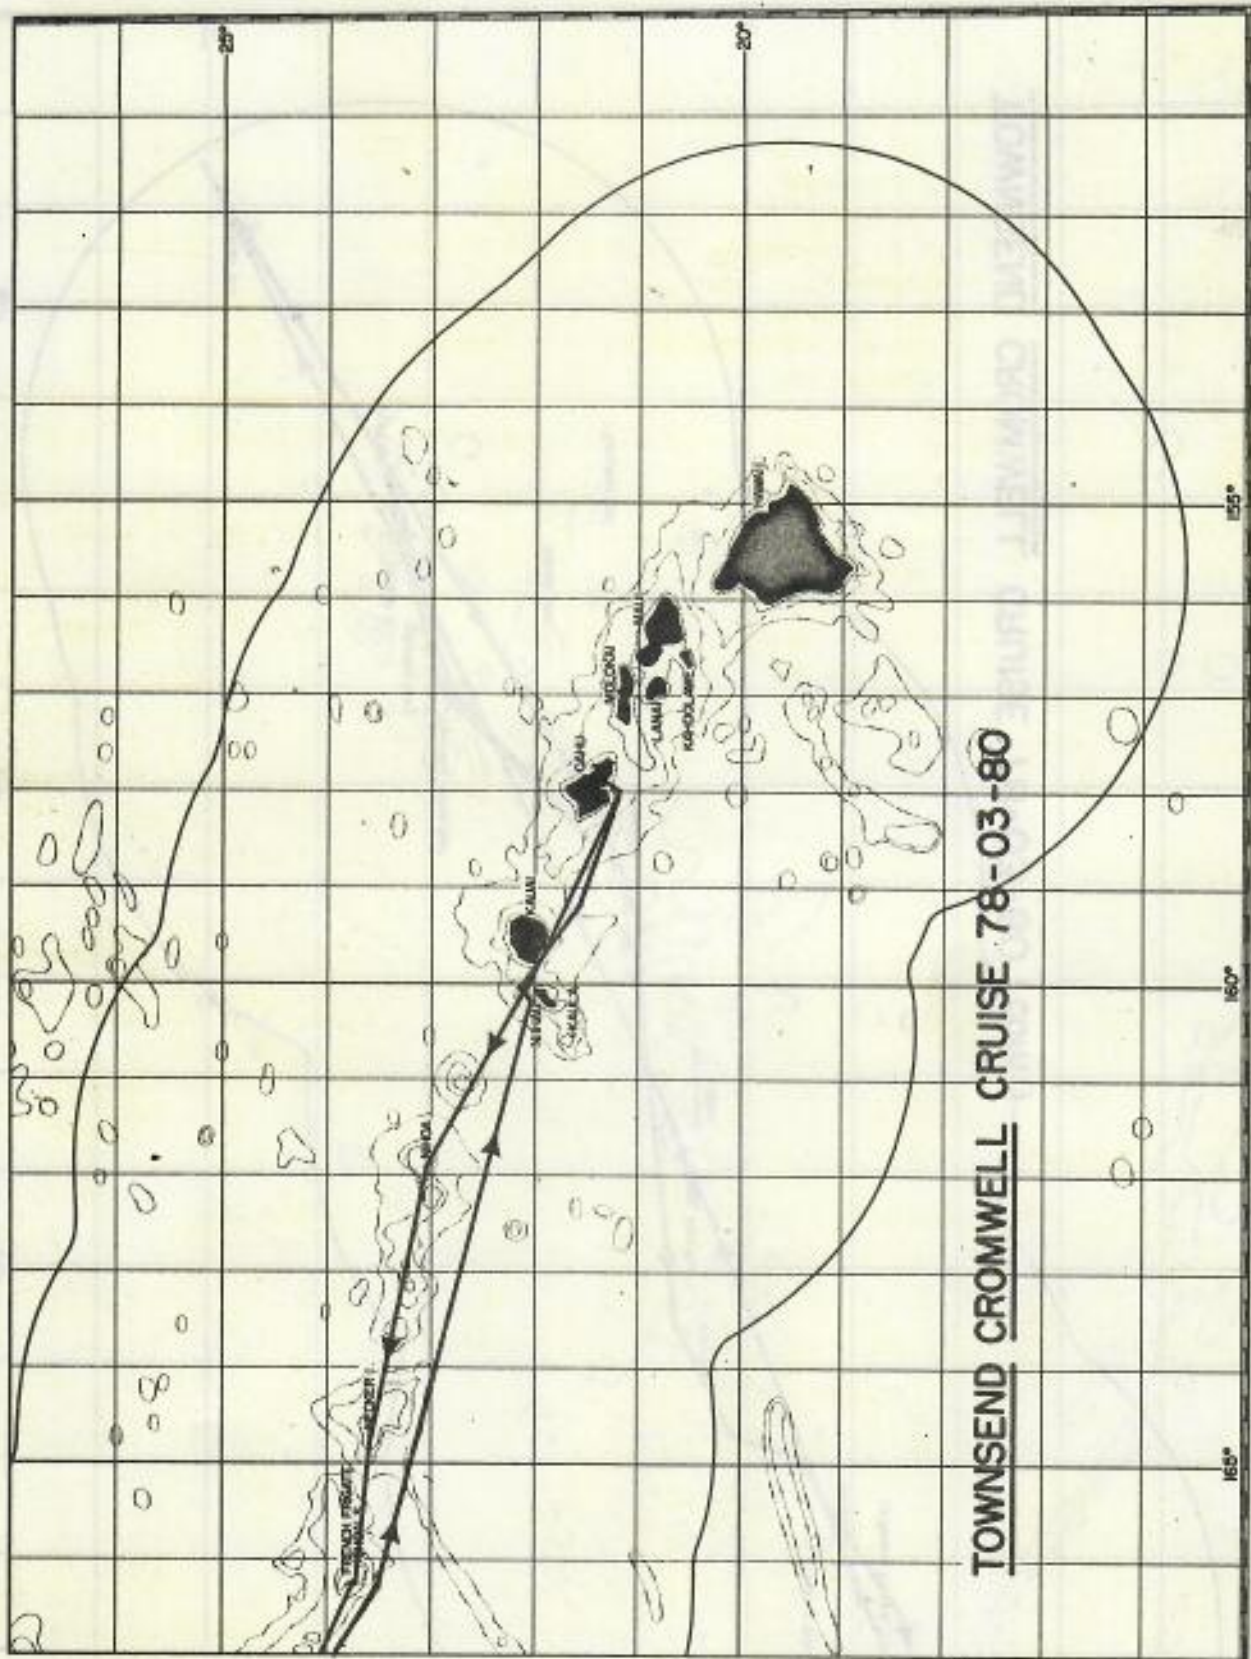 25°
20°
155°
160°
165°
HAWAII I.
MAUI
MOLOKAI
LANAI
KAHOOLAWE
OAHU
KAUAI
NIIHAU
KAULA
NIHOA I.
NECKER I.
FRENCH FRIGATE
SHOALS
TOWNSEND CROMWELL CRUISE 78-03-80